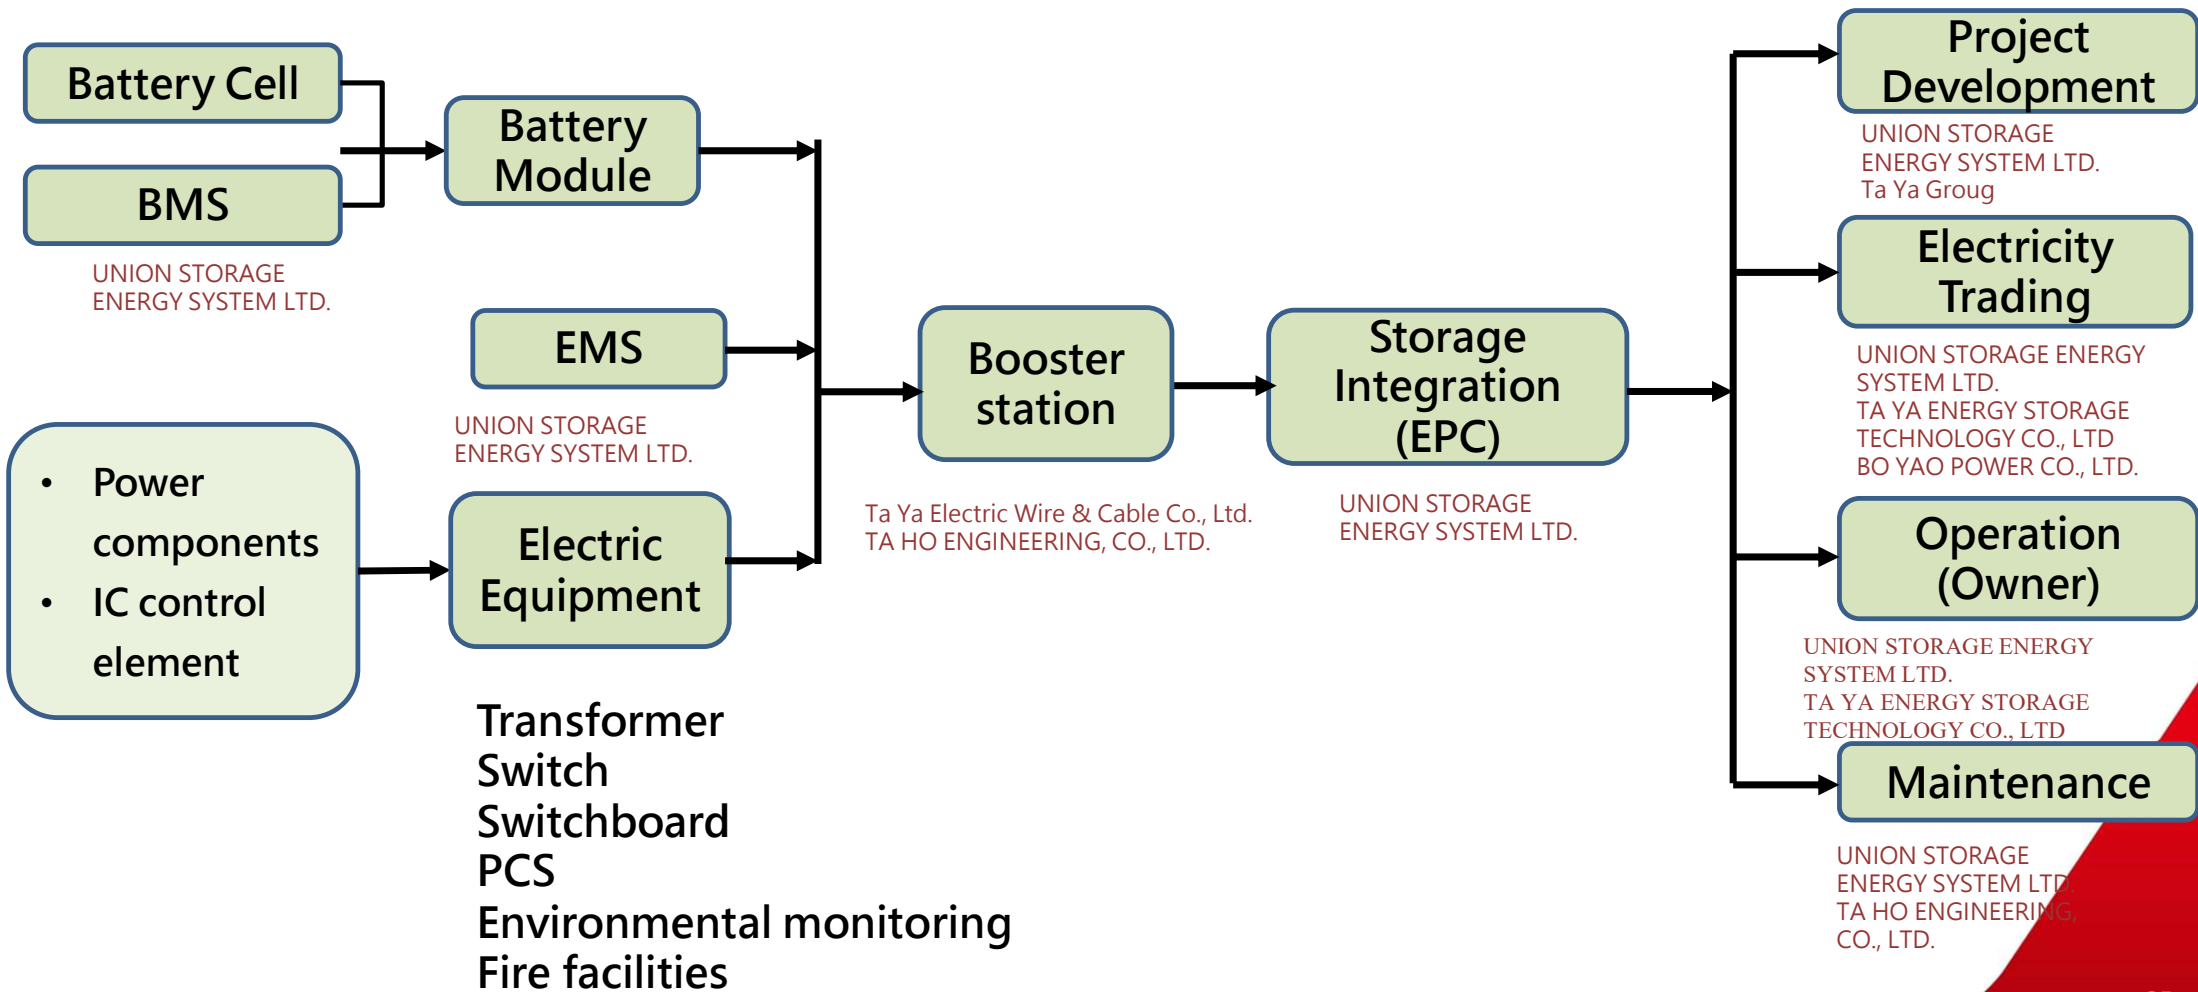 Battery Cell
BMS
UNION STORAGE
ENERGY SYSTEM LTD.
• Power
components
• IC control
element
Battery
Module
EMS
UNION STORAGE
ENERGY SYSTEM LTD.
Electric
Equipment
Transformer
Switch
Switchboard
PCS
Environmental monitoring
Fire facilities
Booster
station
Ta Ya Electric Wire & Cable Co., Ltd.
TA HO ENGINEERING, CO., LTD.
Storage
Integration
(EPC)
UNION STORAGE
ENERGY SYSTEM LTD.
Project
Development
UNION STORAGE
ENERGY SYSTEM LTD.
Ta Ya Groug
Electricity
Trading
UNION STORAGE ENERGY
SYSTEM LTD.
TA YA ENERGY STORAGE
TECHNOLOGY CO., LTD
BO YAO POWER CO., LTD.
Operation
(Owner)
UNION STORAGE ENERGY
SYSTEM LTD.
TA YA ENERGY STORAGE
TECHNOLOGY CO., LTD
Maintenance
UNION STORAGE
ENERGY SYSTEM LTD.
TA HO ENGINEERING,
CO., LTD.